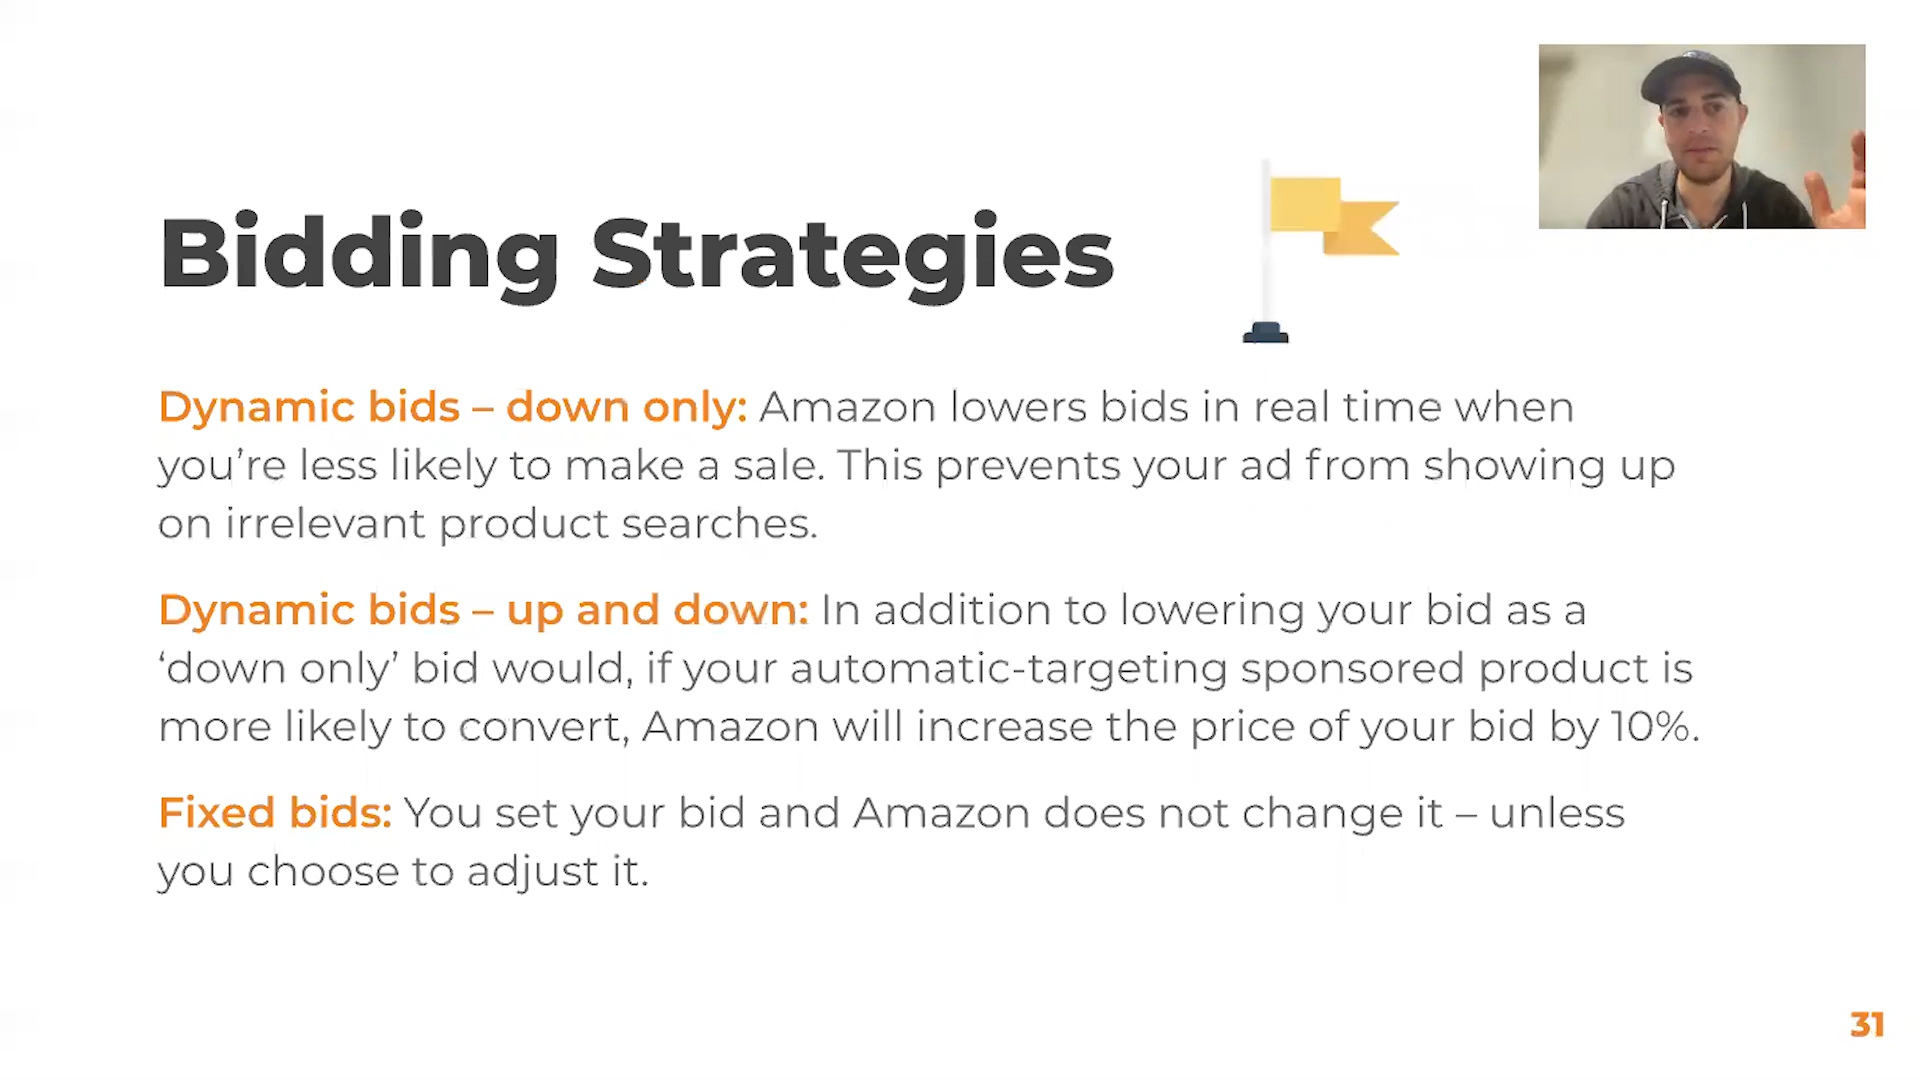 Bidding Strategies
Dynamic bids – down only: Amazon lowers bids in real time when
you’re less likely to make a sale. This prevents your ad from showing up
on irrelevant product searches.
Dynamic bids – up and down: In addition to lowering your bid as a
‘down only’ bid would, if your automatic-targeting sponsored product is
more likely to convert, Amazon will increase the price of your bid by 10%.
Fixed bids: You set your bid and Amazon does not change it – unless
you choose to adjust it.
31